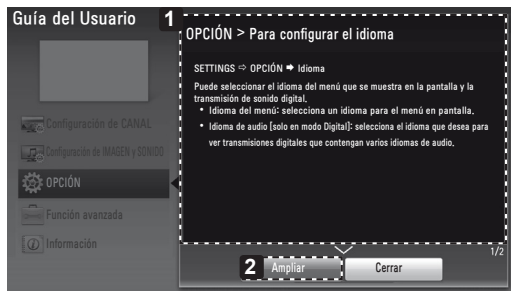 Guía del Usuario
1
OPCIÓN > Para configurar el idioma
SETTINGS ⇨ OPCIÓN ➡ Idioma
Puede seleccionar el idioma del menú que se muestra en la pantalla y la
transmisión de sonido digital.
• Idioma del menú: selecciona un idioma para el menú en pantalla.
• Idioma de audio [solo en modo Digital]: selecciona el idioma que desea para
ver transmisiones digitales que contengan varios idiomas de audio.
Configuración de CANAL
Configuración de IMAGEN y SONIDO
OPCIÓN
Función avanzada
Información
1/2
2
Ampliar
Cerrar